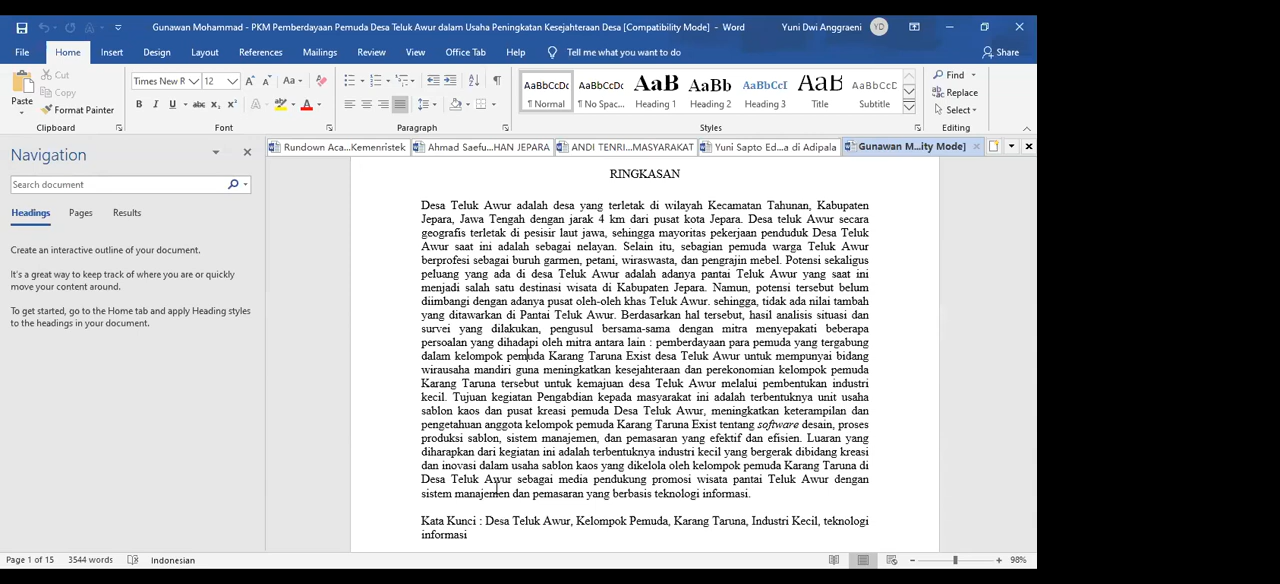 Gunawan Mohammad - PKM Pemberdayaan Pemuda Desa Teluk Awur dalam Usaha Peningkatan Kesejahteraan Desa [Compatibility Mode] - Word
Yuni Dwi Anggraeni
YD
File Home Insert Design Layout References Mailings Review View Office Tab Help Tell me what you want to do
Share
Paste
Cut
Copy
Format Painter
Clipboard
Times New R 12
Font
Paragraph
AaBbCcDc ¶ Normal
AaBbCcDc ¶ No Spac...
AaB Heading 1
AaBb Heading 2
AaBbCcI Heading 3
AaB Title
AaBbCcE Subtitle
Styles
Find
Replace
Select
Editing
Navigation
Search document
Headings Pages Results
Create an interactive outline of your document.
It's a great way to keep track of where you are or quickly
move your content around.
To get started, go to the Home tab and apply Heading styles
to the headings in your document.
Rundown Aca...Kemenristek
Ahmad Saefu...HAN JEPARA
ANDI TENRI...MASYARAKAT
Yuni Sapto Ed...a di Adipala
Gunawan M...ity Mode]
RINGKASAN
Desa Teluk Awur adalah desa yang terletak di wilayah Kecamatan Tahunan, Kabupaten
Jepara, Jawa Tengah dengan jarak 4 km dari pusat kota Jepara. Desa teluk Awur secara
geografis terletak di pesisir laut jawa, sehingga mayoritas pekerjaan penduduk Desa Teluk
Awur saat ini adalah sebagai nelayan. Selain itu, sebagian pemuda warga Teluk Awur
berprofesi sebagai buruh garmen, petani, wiraswasta, dan pengrajin mebel. Potensi sekaligus
peluang yang ada di desa Teluk Awur adalah adanya pantai Teluk Awur yang saat ini
menjadi salah satu destinasi wisata di Kabupaten Jepara. Namun, potensi tersebut belum
diimbangi dengan adanya pusat oleh-oleh khas Teluk Awur. sehingga, tidak ada nilai tambah
yang ditawarkan di Pantai Teluk Awur. Berdasarkan hal tersebut, hasil analisis situasi dan
survei yang dilakukan, pengusul bersama-sama dengan mitra menyepakati beberapa
persoalan yang dihadapi oleh mitra antara lain : pemberdayaan para pemuda yang tergabung
dalam kelompok pemuda Karang Taruna Exist desa Teluk Awur untuk mempunyai bidang
wirausaha mandiri guna meningkatkan kesejahteraan dan perekonomian kelompok pemuda
Karang Taruna tersebut untuk kemajuan desa Teluk Awur melalui pembentukan industri
kecil. Tujuan kegiatan Pengabdian kepada masyarakat ini adalah terbentuknya unit usaha
sablon kaos dan pusat kreasi pemuda Desa Teluk Awur, meningkatkan keterampilan dan
pengetahuan anggota kelompok pemuda Karang Taruna Exist tentang software desain, proses
produksi sablon, sistem manajemen, dan pemasaran yang efektif dan efisien. Luaran yang
diharapkan dari kegiatan ini adalah terbentuknya industri kecil yang bergerak dibidang kreasi
dan inovasi dalam usaha sablon kaos yang dikelola oleh kelompok pemuda Karang Taruna di
Desa Teluk Awur sebagai media pendukung promosi wisata pantai Teluk Awur dengan
sistem manajemen dan pemasaran yang berbasis teknologi informasi.
Kata Kunci : Desa Teluk Awur, Kelompok Pemuda, Karang Taruna, Industri Kecil, teknologi
informasi
Page 1 of 15 3544 words Indonesian
98%